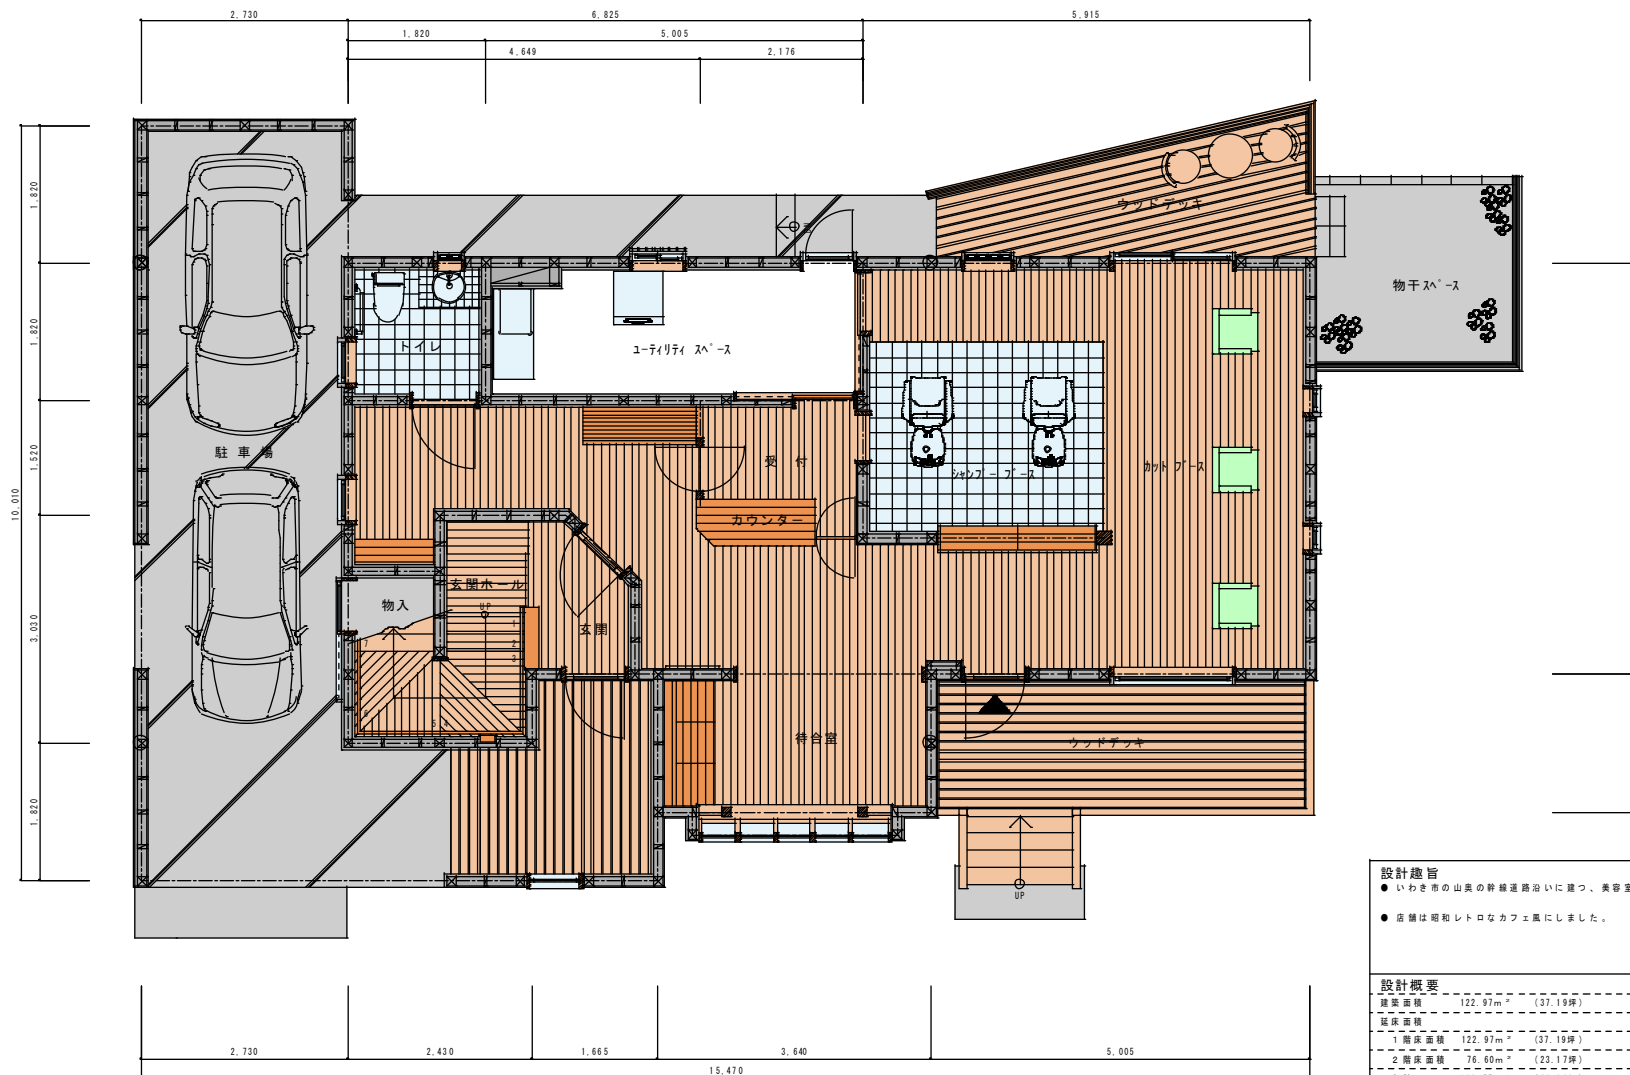 2,730
6,825
5,915
1,820
5,005
4,649
2,176
10,010
1,820
1,820
1,520
3,030
1,820
ウッドデッキ
物干スペース
トイレ
ユーティリティ スペース
駐車場
受付
シャンプーブース
カットブース
カウンター
玄関ホール
UP
物入
玄関
1
2
3
7
6
5
4
待合室
ウッドデッキ
UP
設計趣旨
● いわき市の山奥の幹線道路沿いに建つ、美容室
● 店舗は昭和レトロなカフェ風にしました。
設計概要
建築面積 122.97m² (37.19坪)
延床面積
1階床面積 122.97m² (37.19坪)
2階床面積 76.60m² (23.17坪)
2,730
2,430
1,665
3,640
5,005
15,470